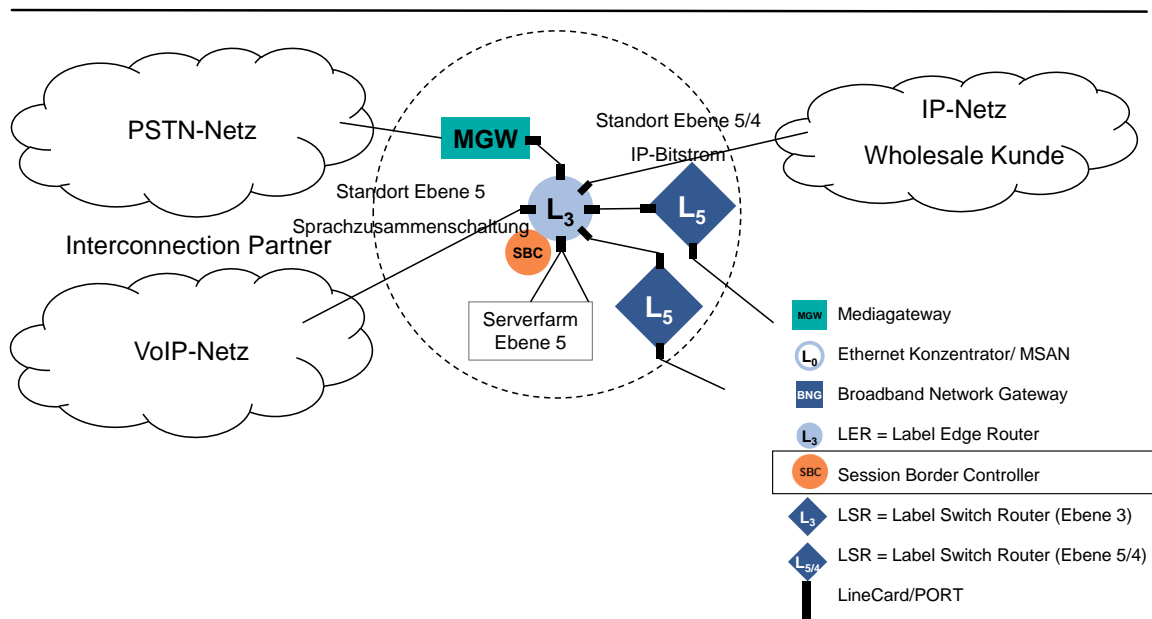 PSTN-Netz
MGW
Standort Ebene 5/4
IP-Bitstrom
IP-Netz
Wholesale Kunde
Standort Ebene 5
Sprachzusammenschaltung
L3
L5
Interconnection Partner
SBC
L5
Serverfarm
Ebene 5
VoIP-Netz
MGW Mediagateway
L0 Ethernet Konzentrator/ MSAN
BNG Broadband Network Gateway
L3 LER = Label Edge Router
SBC Session Border Controller
L3 LSR = Label Switch Router (Ebene 3)
L5/4 LSR = Label Switch Router (Ebene 5/4)
LineCard/PORT